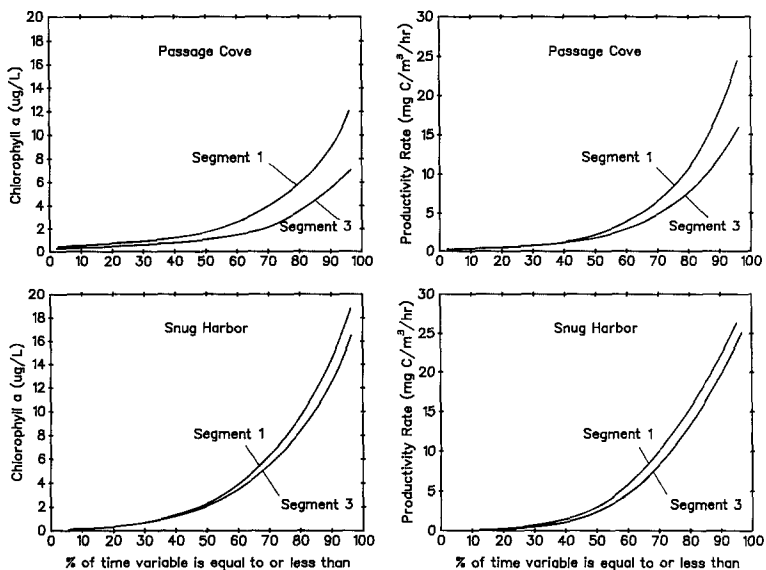 20
18
16
14
12
10
8
6
4
2
0
Chlorophyll a (ug/L)
Passage Cove
Segment 1
Segment 3
0 10 20 30 40 50 60 70 80 90 100
30
25
20
15
10
5
0
Productivity Rate (mg C/m³/hr)
Passage Cove
Segment 1
Segment 3
0 10 20 30 40 50 60 70 80 90 100
20
18
16
14
12
10
8
6
4
2
0
Chlorophyll a (ug/L)
Snug Harbor
Segment 1
Segment 3
0 10 20 30 40 50 60 70 80 90 100
% of time variable is equal to or less than
30
25
20
15
10
5
0
Productivity Rate (mg C/m³/hr)
Snug Harbor
Segment 1
Segment 3
0 10 20 30 40 50 60 70 80 90 100
% of time variable is equal to or less than